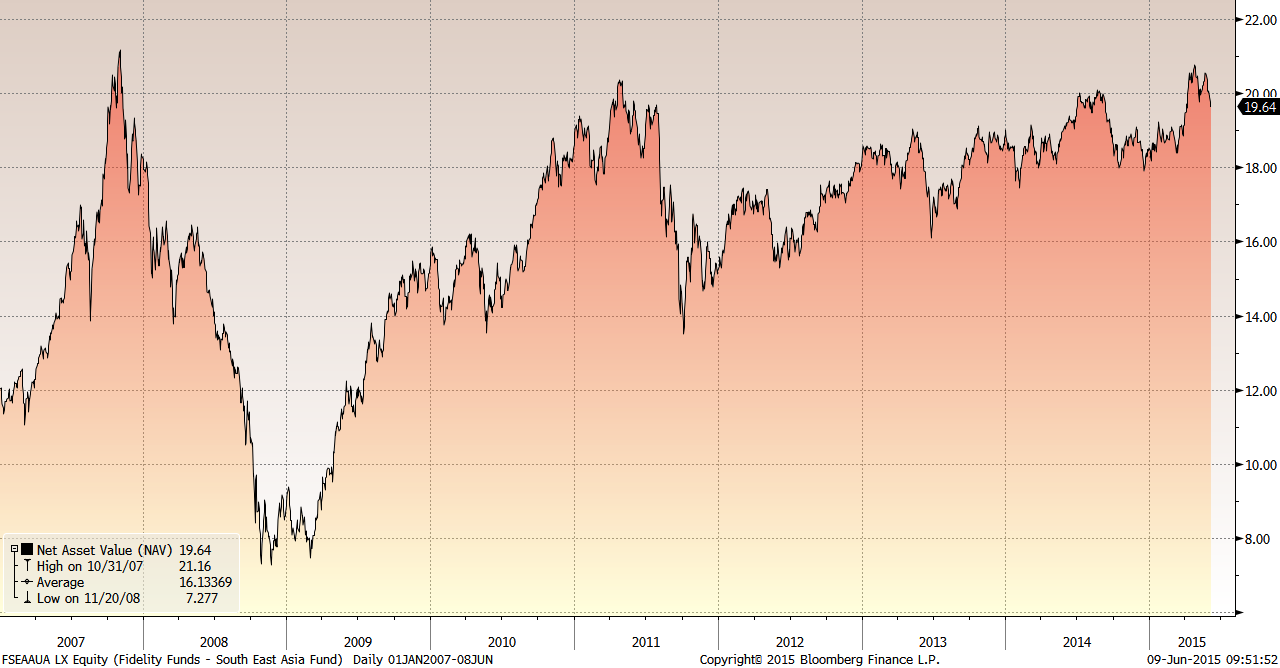 22.00
20.00
19.64
18.00
16.00
14.00
12.00
10.00
8.00
Net Asset Value (NAV) 19.64
High on 10/31/07 21.16
Average 16.13369
Low on 11/20/08 7.277
2007 2008 2009 2010 2011 2012 2013 2014 2015
FSEAAUA LX Equity (Fidelity Funds - South East Asia Fund) Daily 01JAN2007-08JUN Copyright© 2015 Bloomberg Finance L.P. 09-Jun-2015 09:51:52